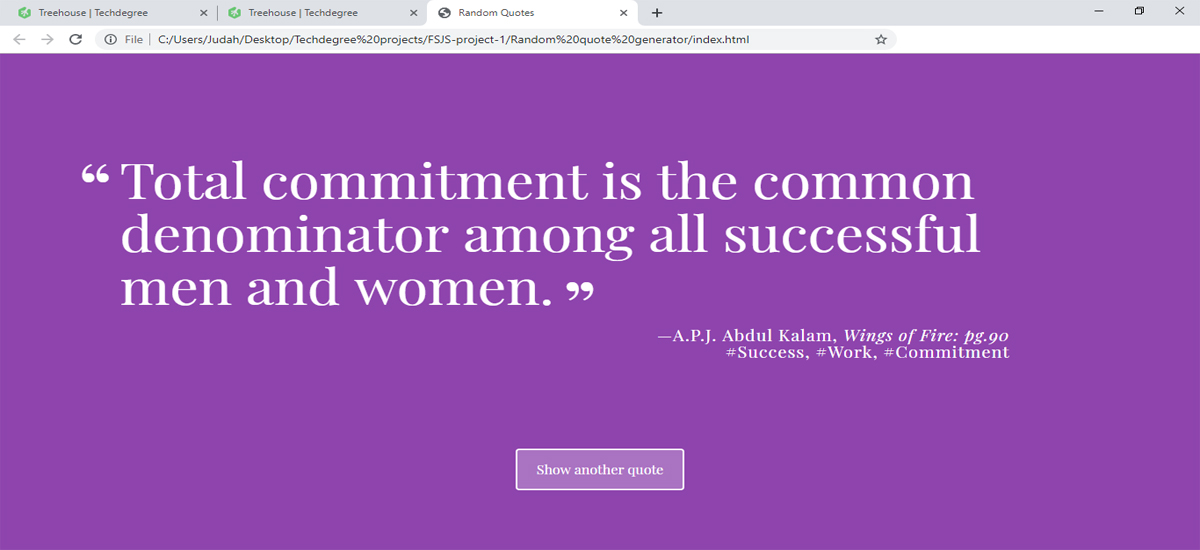 Treehouse | Techdegree
Treehouse | Techdegree
Random Quotes
File
C:/Users/Judah/Desktop/Techdegree%20projects/FSJS-project-1/Random%20quote%20generator/index.html
“ Total commitment is the common
denominator among all successful
men and women. ”
—A.P.J. Abdul Kalam, Wings of Fire: pg.90
#Success, #Work, #Commitment
Show another quote